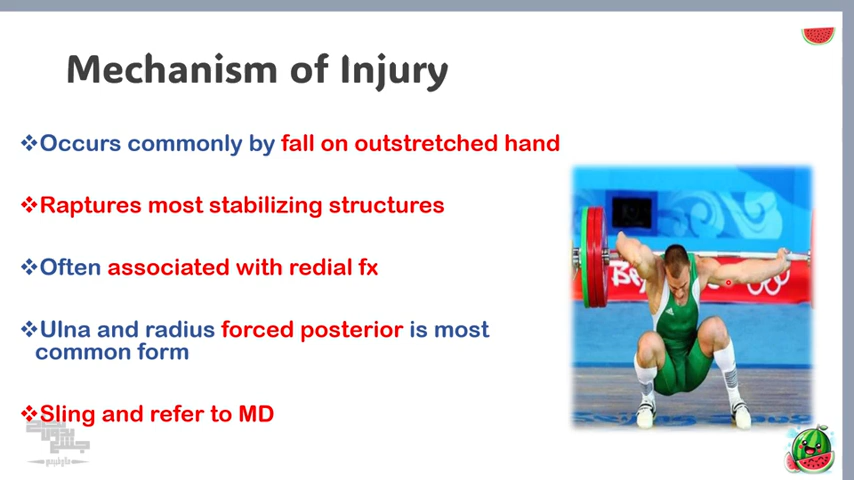 Mechanism of Injury
❖Occurs commonly by fall on outstretched hand
❖Raptures most stabilizing structures
❖Often associated with redial fx
❖Ulna and radius forced posterior is most
common form
❖Sling and refer to MD